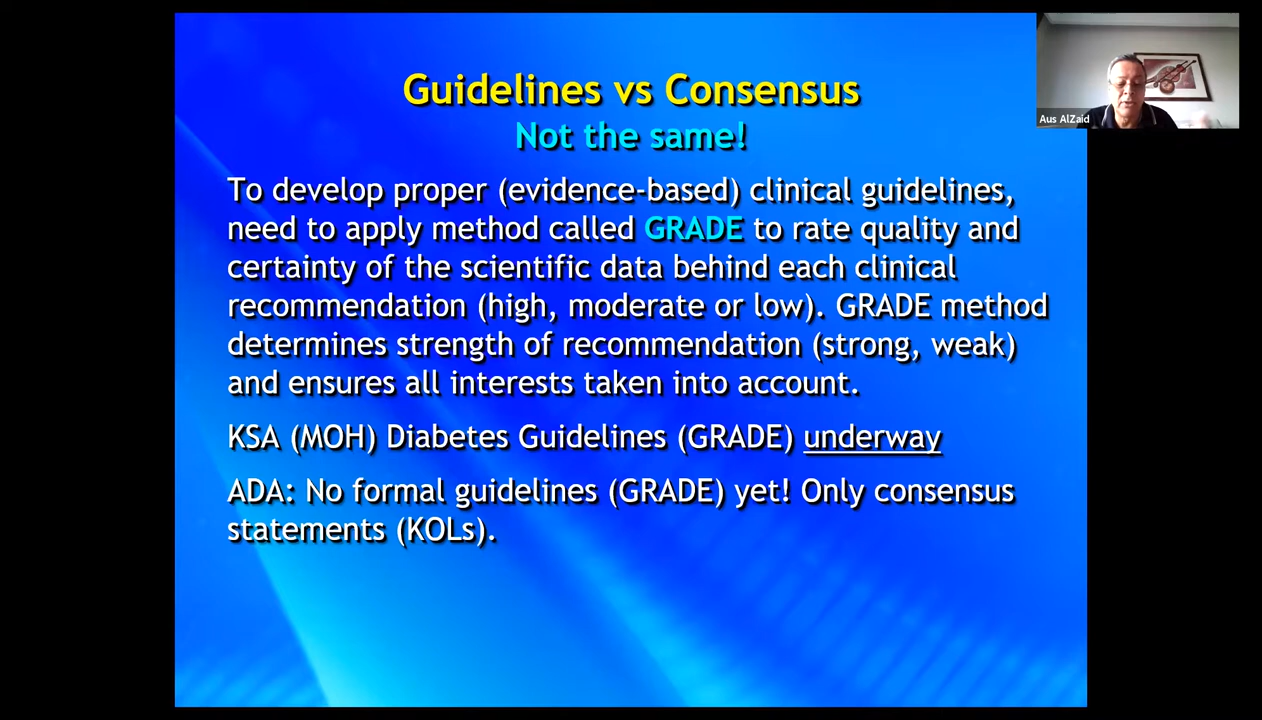 Guidelines vs Consensus
Not the same!
To develop proper (evidence-based) clinical guidelines,
need to apply method called GRADE to rate quality and
certainty of the scientific data behind each clinical
recommendation (high, moderate or low). GRADE method
determines strength of recommendation (strong, weak)
and ensures all interests taken into account.
KSA (MOH) Diabetes Guidelines (GRADE) underway
ADA: No formal guidelines (GRADE) yet! Only consensus
statements (KOLs).
Aus AlZaid